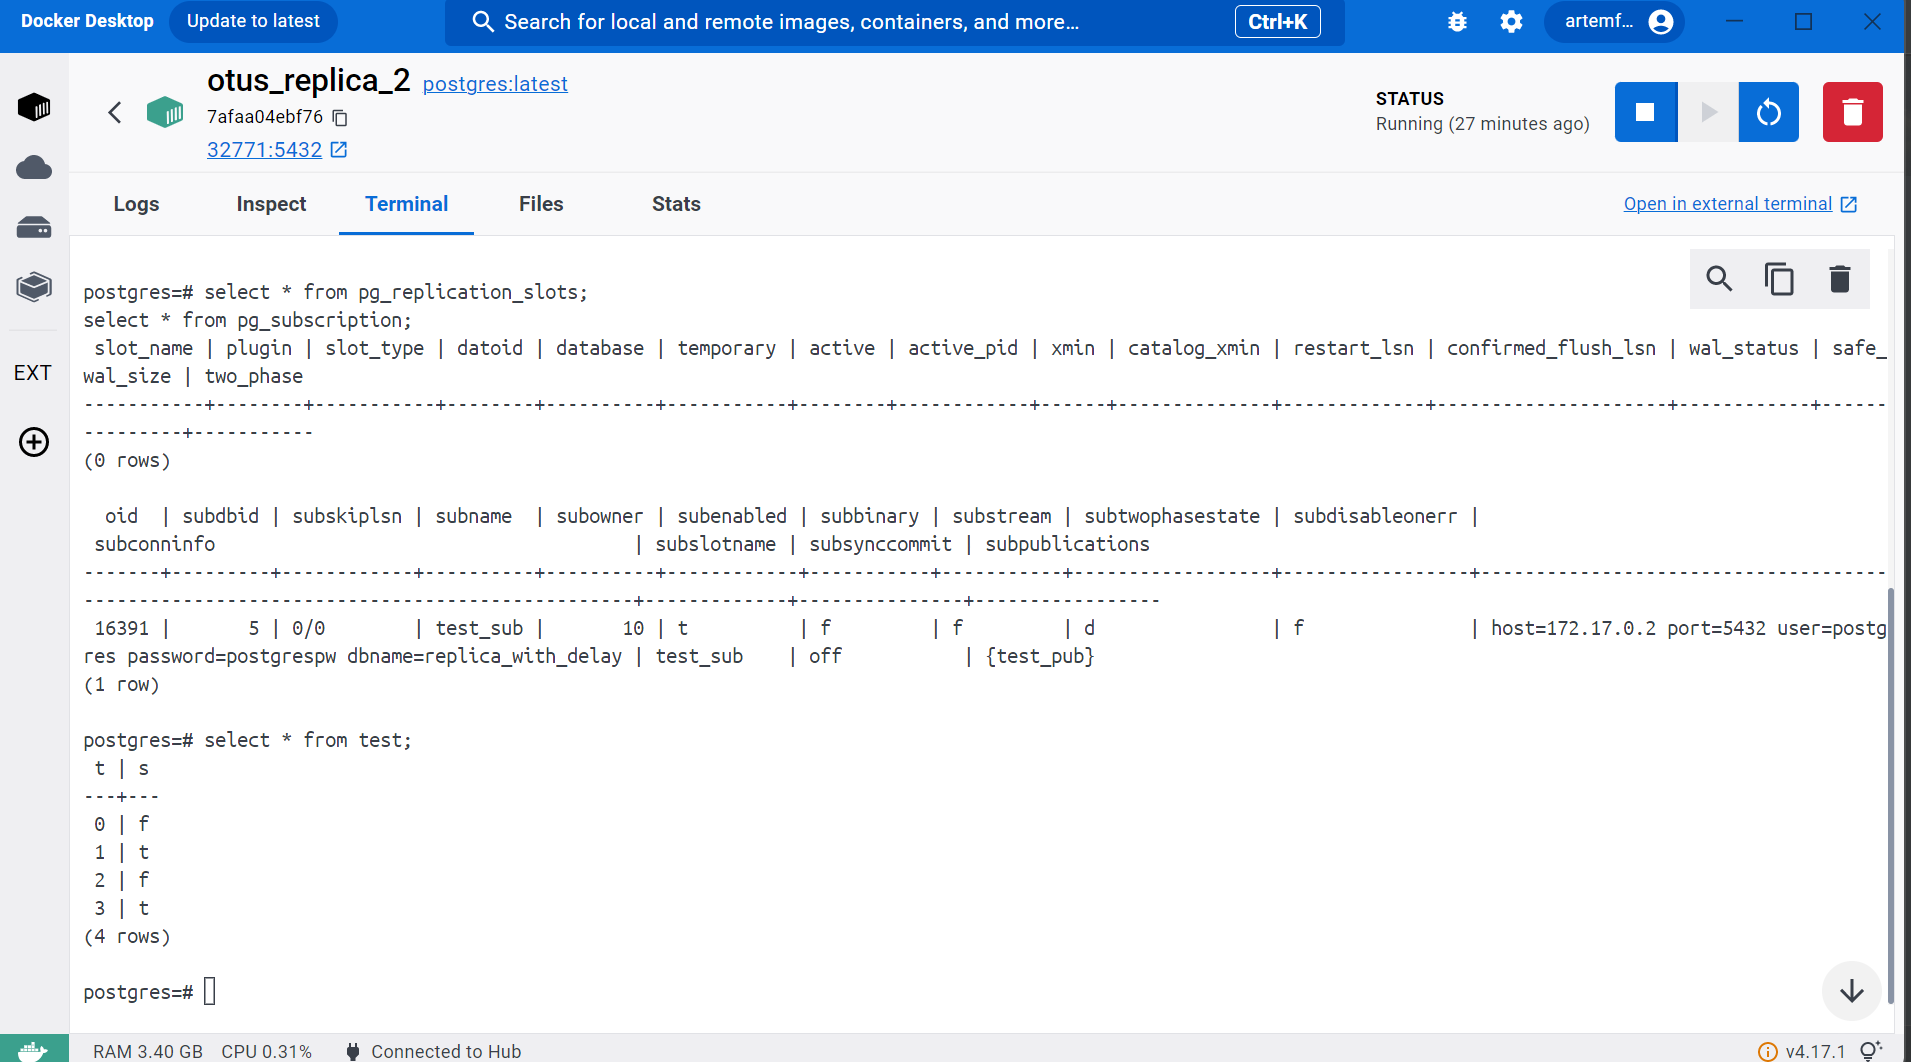 Docker Desktop
Update to latest
Search for local and remote images, containers, and more...
Ctrl+K
artemf...
EXT
otus_replica_2 postgres:latest
7afaa04ebf76
32771:5432
STATUS
Running (27 minutes ago)
Logs Inspect Terminal Files Stats
Open in external terminal
postgres=# select * from pg_replication_slots;
select * from pg_subscription;
 slot_name | plugin | slot_type | datoid | database | temporary | active | active_pid | xmin | catalog_xmin | restart_lsn | confirmed_flush_lsn | wal_status | safe_
wal_size | two_phase
-----------+--------+-----------+--------+----------+-----------+--------+------------+------+--------------+-------------+---------------------+------------+------
---------+-----------
(0 rows)
  oid  | subdbid | subskiplsn | subname  | subowner | subenabled | subbinary | substream | subtwophasestate | subdisableonerr |
 subconninfo                                      | subslotname | subsynccommit | subpublications
-------+---------+------------+----------+----------+------------+-----------+-----------+------------------+-----------------+-------------------------------------
--------------------------------------------------+-------------+---------------+-----------------
 16391 |       5 | 0/0        | test_sub |       10 | t          | f         | f         | d                | f               | host=172.17.0.2 port=5432 user=postg
res password=postgrespw dbname=replica_with_delay | test_sub    | off           | {test_pub}
(1 row)
postgres=# select * from test;
 t | s
---+---
 0 | f
 1 | t
 2 | f
 3 | t
(4 rows)
postgres=#
RAM 3.40 GB CPU 0.31% Connected to Hub
v4.17.1